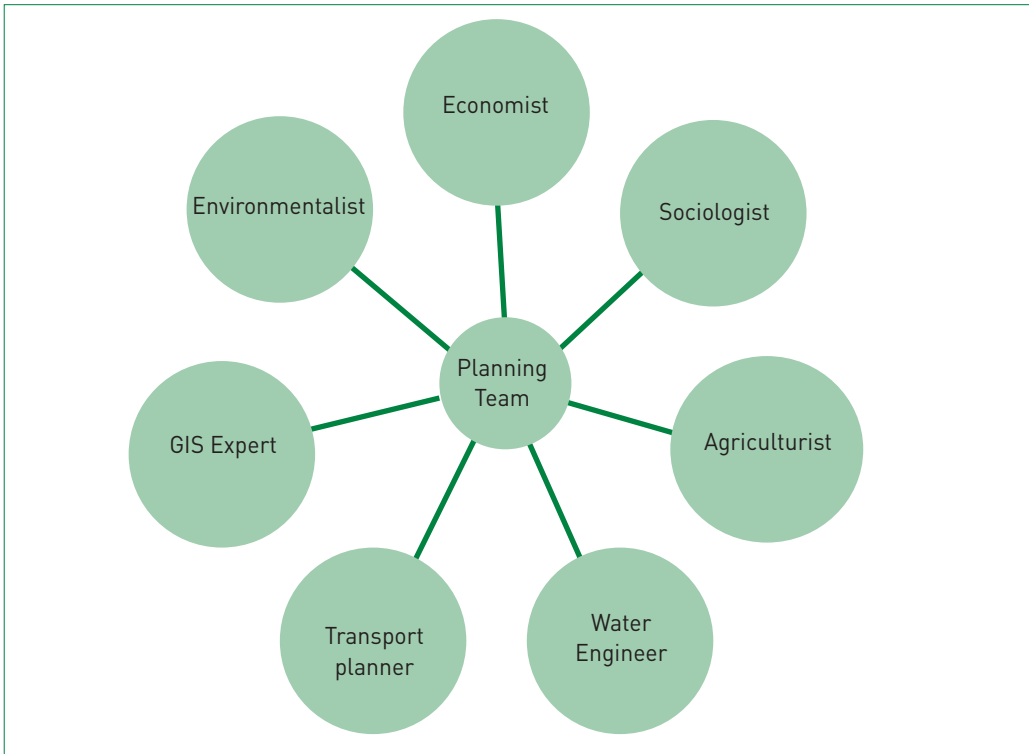 Economist
Sociologist
Agriculturist
Water
Engineer
Transport
planner
GIS Expert
Environmentalist
Planning
Team